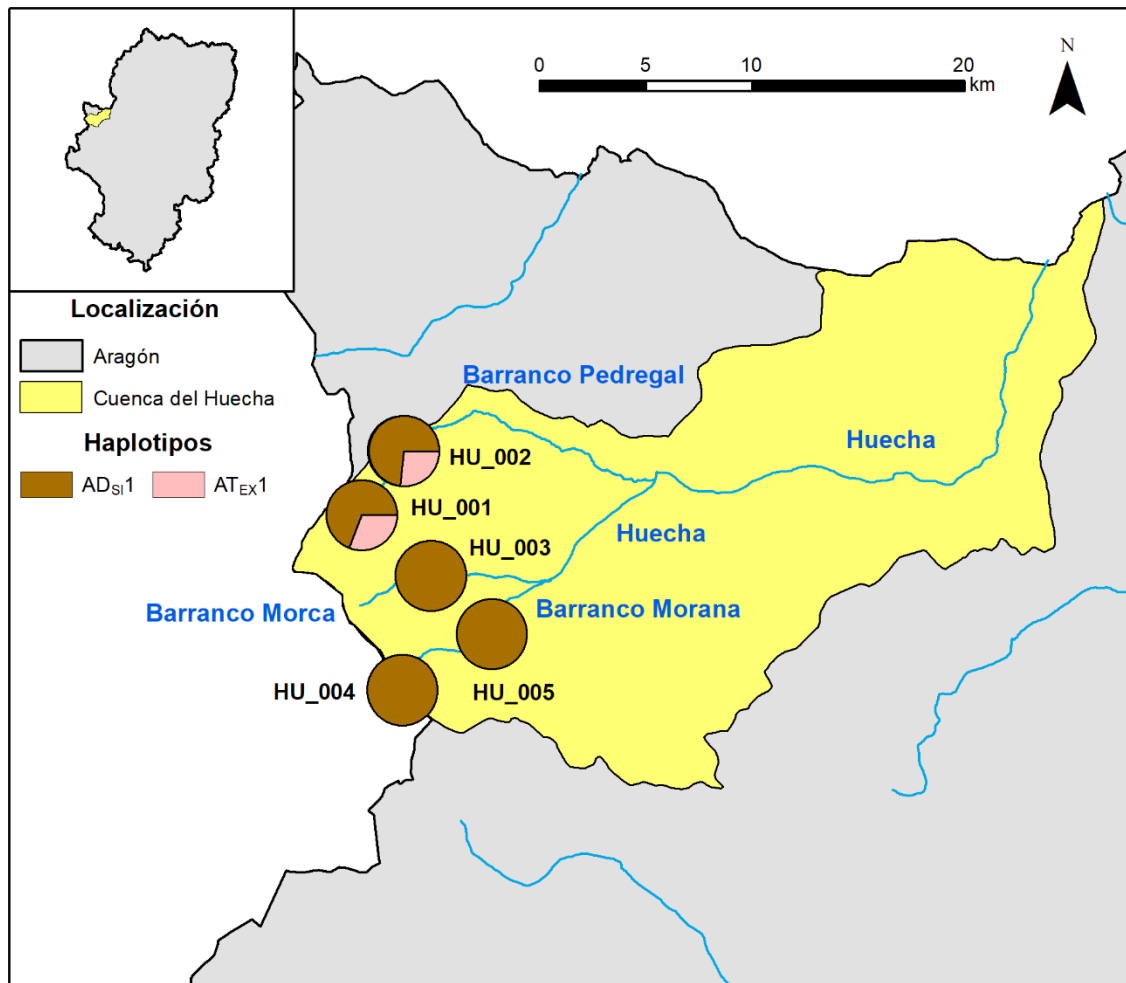 0 5 10 20
km
N
Localización
Aragón
Cuenca del Huecha
Haplotipos
ADSI1 ATEX1
Barranco Pedregal
Huecha
HU_002
HU_001
Huecha
HU_003
Barranco Morca
Barranco Morana
HU_004
HU_005